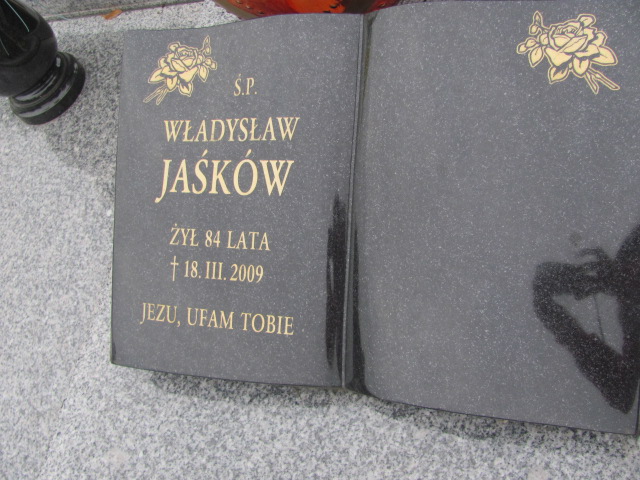 Ś.P.
WŁADYSŁAW
JAŚKÓW
ŻYŁ 84 LATA
† 18. III. 2009
JEZU, UFAM TOBIE